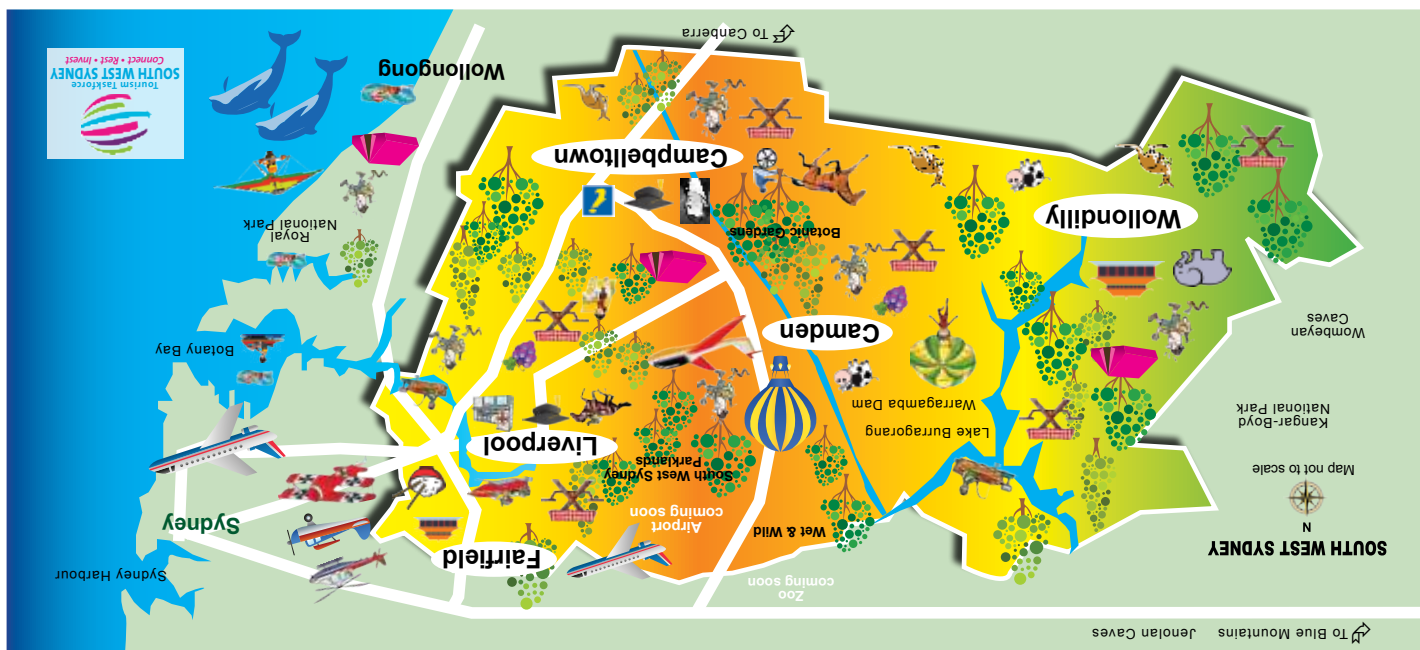 To Blue Mountains    Jenolan Caves
SOUTH WEST SYDNEY
N
Map not to scale
Kangar-Boyd
National Park
Wombeyan
Caves
Zoo
coming soon
Wet & Wild
Airport
coming soon
South West Sydney
Parklands
Fairfield
Sydney Harbour
Sydney
Liverpool
Lake Burragorang
Warragamba Dam
Camden
Botany Bay
Wollondilly
Botanic Gardens
Royal
National Park
Campbelltown
Wollongong
To Canberra
Tourism Taskforce
SOUTH WEST SYDNEY
Connect • Rest • Invest